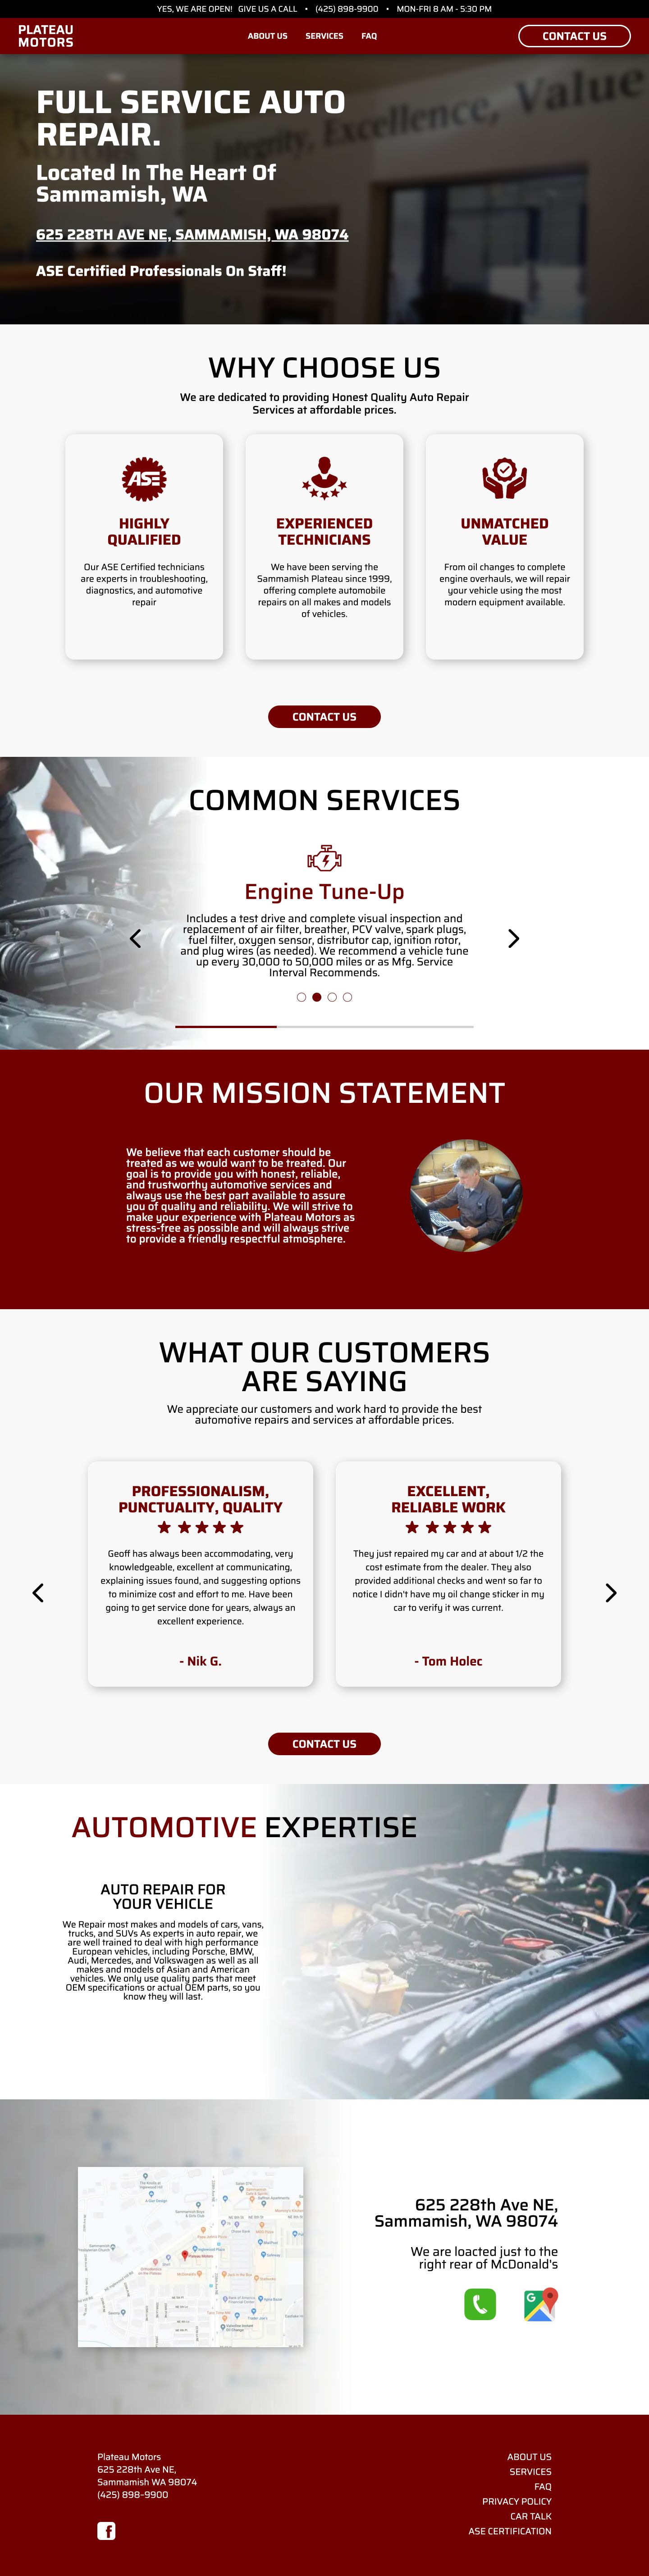 YES, WE ARE OPEN! GIVE US A CALL • (425) 898-9900 • MON-FRI 8 AM - 5:30 PM
PLATEAU
MOTORS
ABOUT US SERVICES FAQ
CONTACT US
Integrity, Excellence, Value
FULL SERVICE AUTO
REPAIR.
Located In The Heart Of
Sammamish, WA
625 228TH AVE NE, SAMMAMISH, WA 98074
ASE Certified Professionals On Staff!
WHY CHOOSE US
We are dedicated to providing Honest Quality Auto Repair
Services at affordable prices.
ASE
HIGHLY
QUALIFIED
Our ASE Certified technicians
are experts in troubleshooting,
diagnostics, and automotive
repair
EXPERIENCED
TECHNICIANS
We have been serving the
Sammamish Plateau since 1999,
offering complete automobile
repairs on all makes and models
of vehicles.
UNMATCHED
VALUE
From oil changes to complete
engine overhauls, we will repair
your vehicle using the most
modern equipment available.
CONTACT US
COMMON SERVICES
Engine Tune-Up
Includes a test drive and complete visual inspection and
replacement of air filter, breather, PCV valve, spark plugs,
fuel filter, oxygen sensor, distributor cap, ignition rotor,
and plug wires (as needed). We recommend a vehicle tune
up every 30,000 to 50,000 miles or as Mfg. Service
Interval Recommends.
OUR MISSION STATEMENT
We believe that each customer should be
treated as we would want to be treated. Our
goal is to provide you with honest, reliable,
and trustworthy automotive services and
always use the best part available to assure
you of quality and reliability. We will strive to
make your experience with Plateau Motors as
stress-free as possible and will always strive
to provide a friendly respectful atmosphere.
WHAT OUR CUSTOMERS
ARE SAYING
We appreciate our customers and work hard to provide the best
automotive repairs and services at affordable prices.
PROFESSIONALISM,
PUNCTUALITY, QUALITY
Geoff has always been accommodating, very
knowledgeable, excellent at communicating,
explaining issues found, and suggesting options
to minimize cost and effort to me. Have been
going to get service done for years, always an
excellent experience.
- Nik G.
EXCELLENT,
RELIABLE WORK
They just repaired my car and at about 1/2 the
cost estimate from the dealer. They also
provided additional checks and went so far to
notice I didn't have my oil change sticker in my
car to verify it was current.
- Tom Holec
CONTACT US
AUTOMOTIVE EXPERTISE
AUTO REPAIR FOR
YOUR VEHICLE
We Repair most makes and models of cars, vans,
trucks, and SUVs As experts in auto repair, we
are well trained to deal with high performance
European vehicles, including Porsche, BMW,
Audi, Mercedes, and Volkswagen as well as all
makes and models of Asian and American
vehicles. We only use quality parts that meet
OEM specifications or actual OEM parts, so you
know they will last.
625 228th Ave NE,
Sammamish, WA 98074
We are loacted just to the
right rear of McDonald's
G
Plateau Motors
625 228th Ave NE,
Sammamish WA 98074
(425) 898-9900
ABOUT US
SERVICES
FAQ
PRIVACY POLICY
CAR TALK
ASE CERTIFICATION